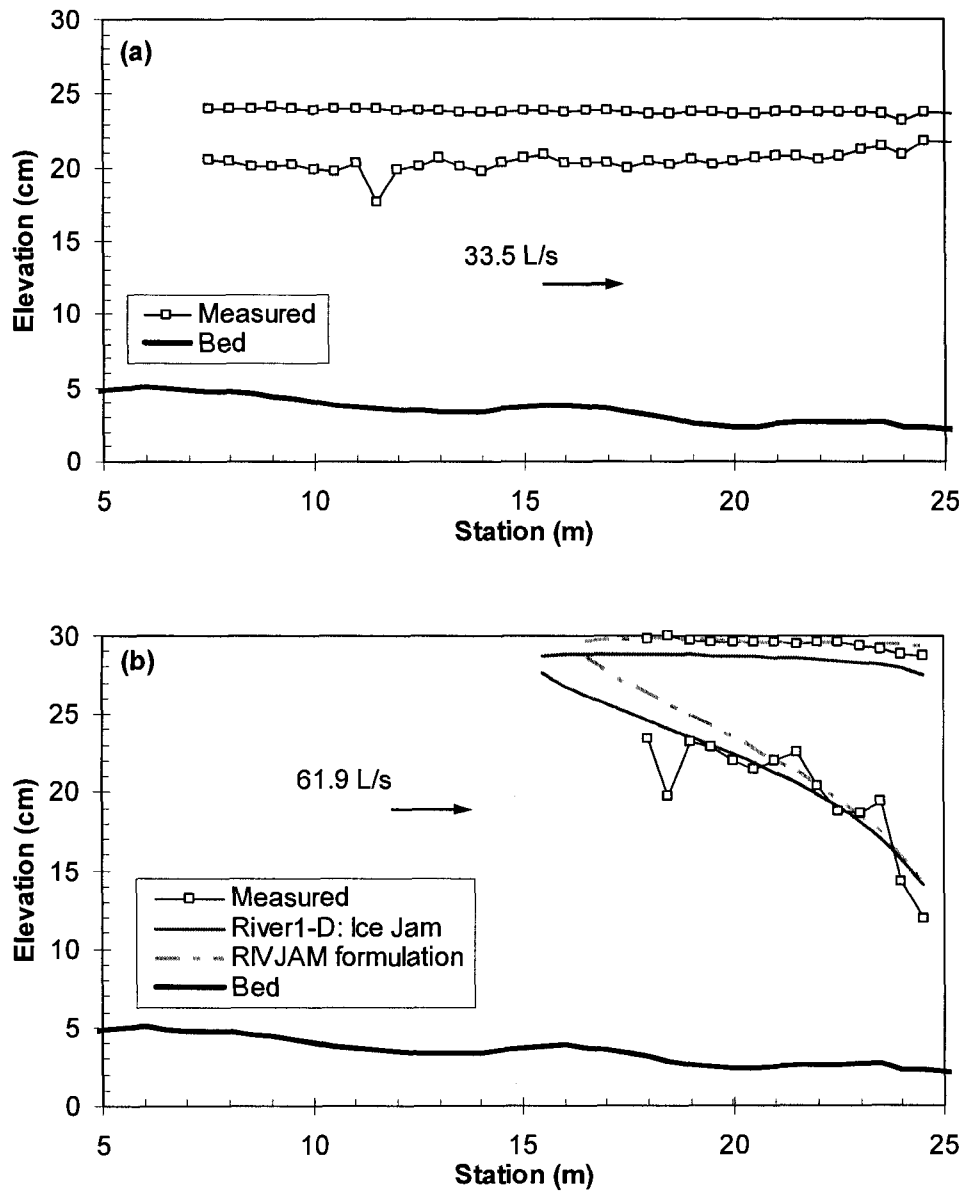 (a)
30
25
20
15
10
5
0
Elevation (cm)
33.5 L/s
Measured
Bed
5 10 15 20 25
Station (m)
(b)
30
25
20
15
10
5
0
Elevation (cm)
61.9 L/s
Measured
River1-D: Ice Jam
RIVJAM formulation
Bed
5 10 15 20 25
Station (m)